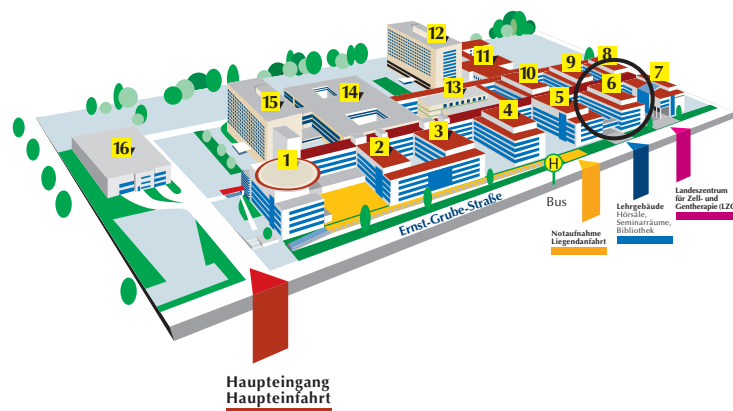 12
11
8
9
7
10
6
13
15
14
5
4
3
2
16
1
H
Bus
Ernst-Grube-Straße
Landeszentrum
für Zell- und
Gentherapie (LZG
Lehrgebäude
Hörsäle,
Seminarräume,
Bibliothek
Notaufnahme
Liegendanfahrt
Haupteingang
Haupteinfahrt